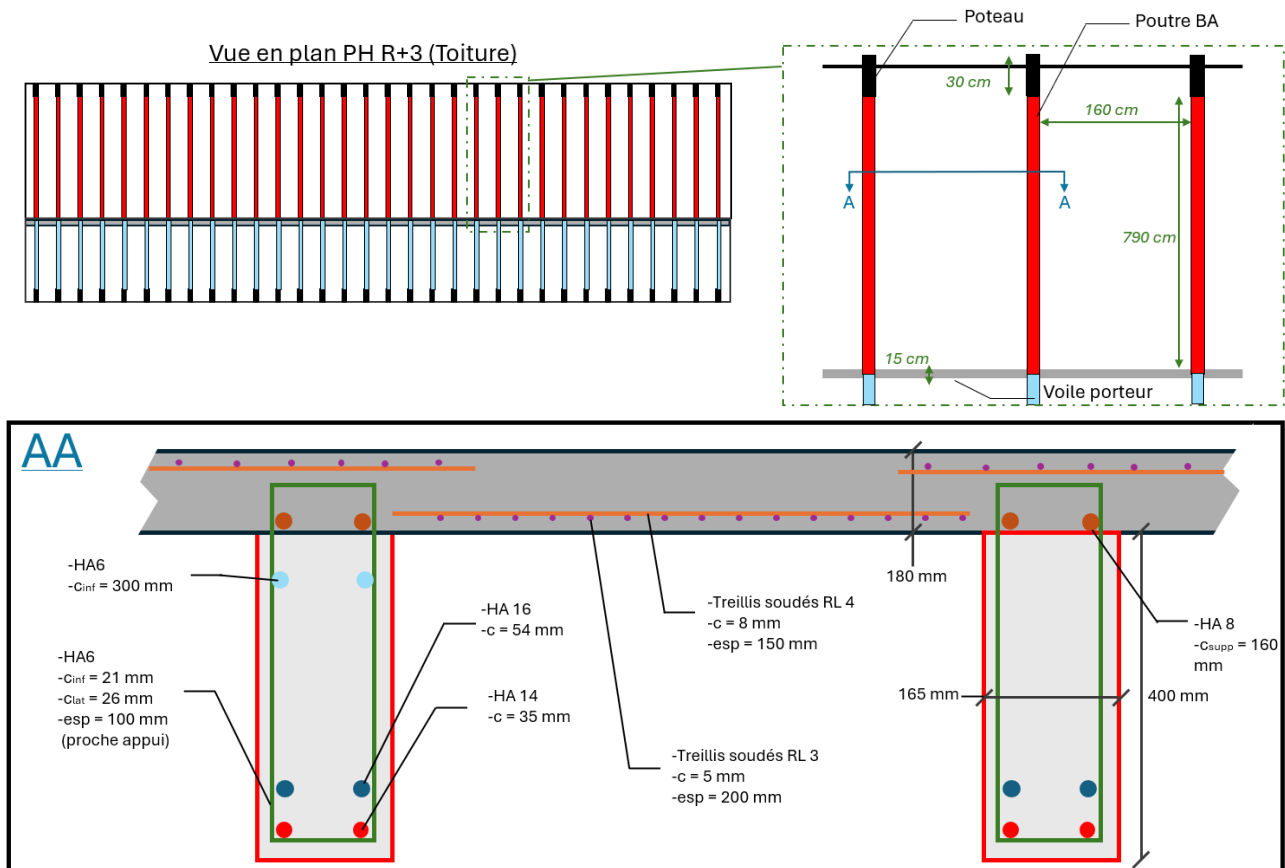 Vue en plan PH R+3 (Toiture)
Poteau
Poutre BA
30 cm
160 cm
A
A
790 cm
15 cm
Voile porteur
AA
180 mm
-HA6
-cinf = 300 mm
-HA 16
-c = 54 mm
-Treillis soudés RL 4
-c = 8 mm
-esp = 150 mm
-HA 8
-csupp = 160
mm
-HA6
-cinf = 21 mm
-clat = 26 mm
-esp = 100 mm
(proche appui)
-HA 14
-c = 35 mm
165 mm
400 mm
-Treillis soudés RL 3
-c = 5 mm
-esp = 200 mm